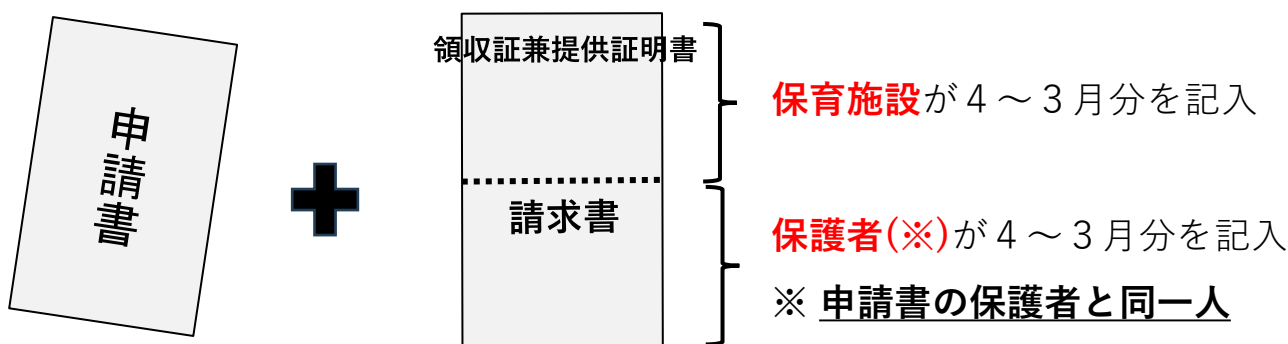 申請書
領収証兼提供証明書
保育施設が4~3月分を記入
請求書
保護者(※)が4~3月分を記入
※ 申請書の保護者と同一人